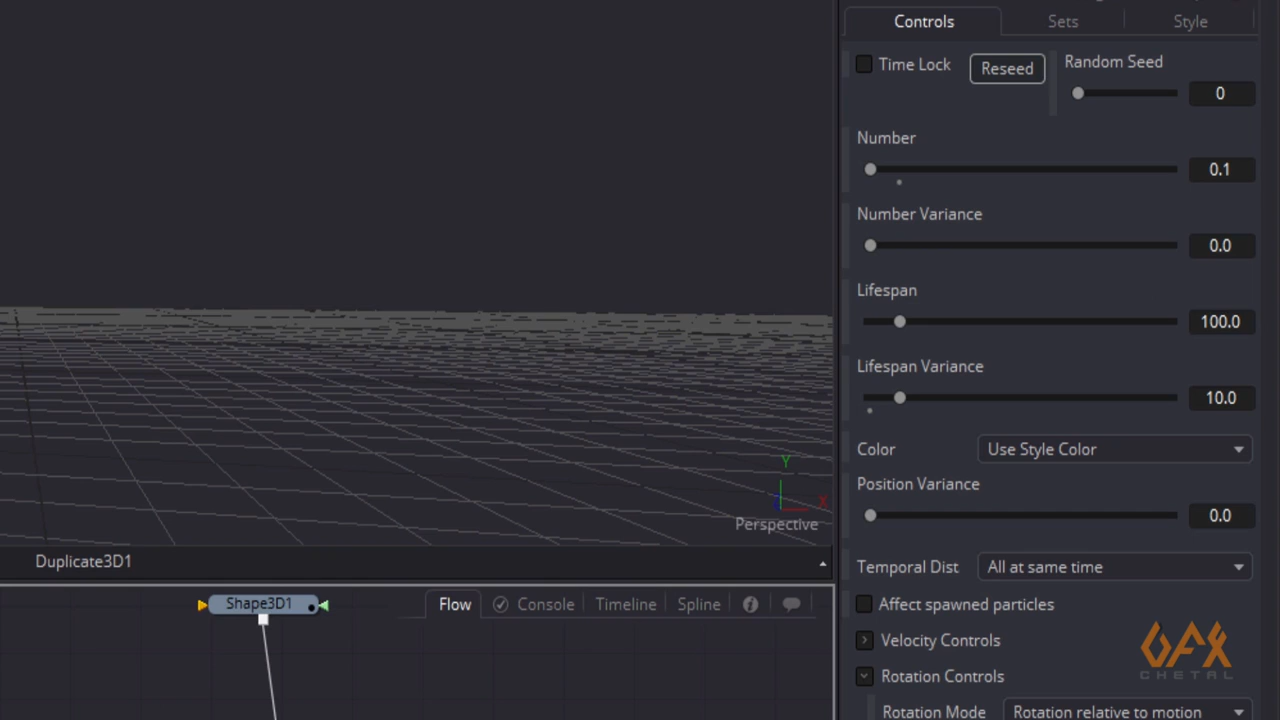 Controls
Sets
Style
Time Lock
Reseed
Random Seed
0
Number
0.1
Number Variance
0.0
Lifespan
100.0
Lifespan Variance
10.0
Color
Use Style Color
Position Variance
0.0
Temporal Dist
All at same time
Affect spawned particles
Velocity Controls
Rotation Controls
Rotation Mode
Rotation relative to motion
Y
X
Perspective
Duplicate3D1
Shape3D1
Flow
Console
Timeline
Spline
GFX
CHETAL